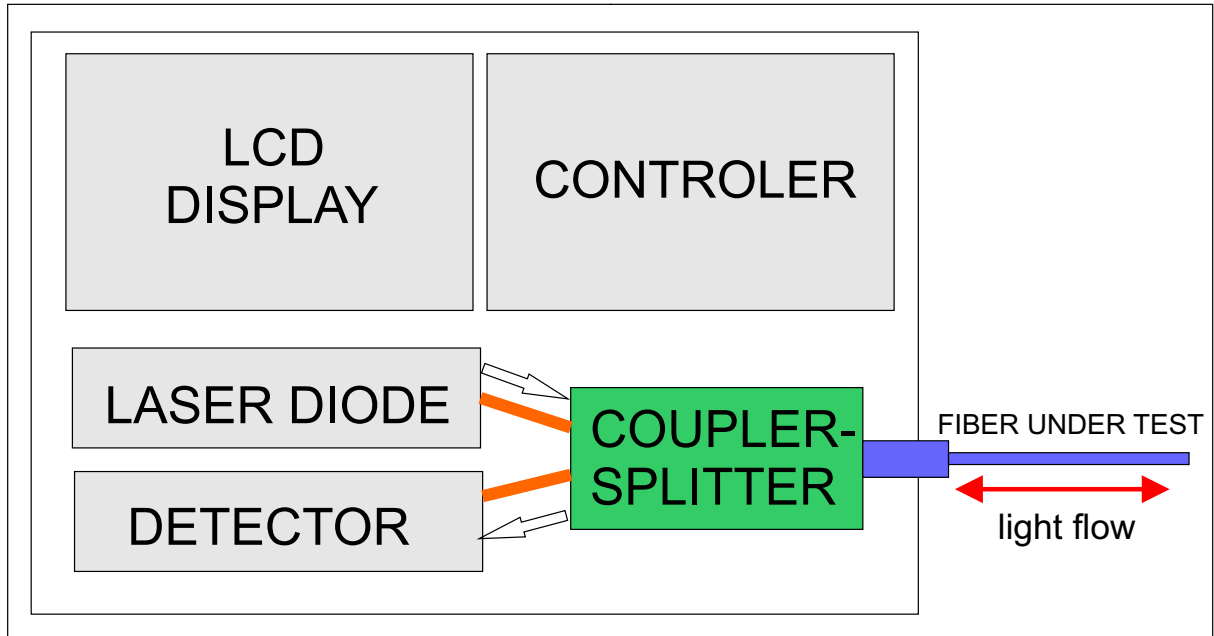 LCD
DISPLAY
CONTROLER
LASER DIODE
DETECTOR
COUPLER-
SPLITTER
FIBER UNDER TEST
light flow